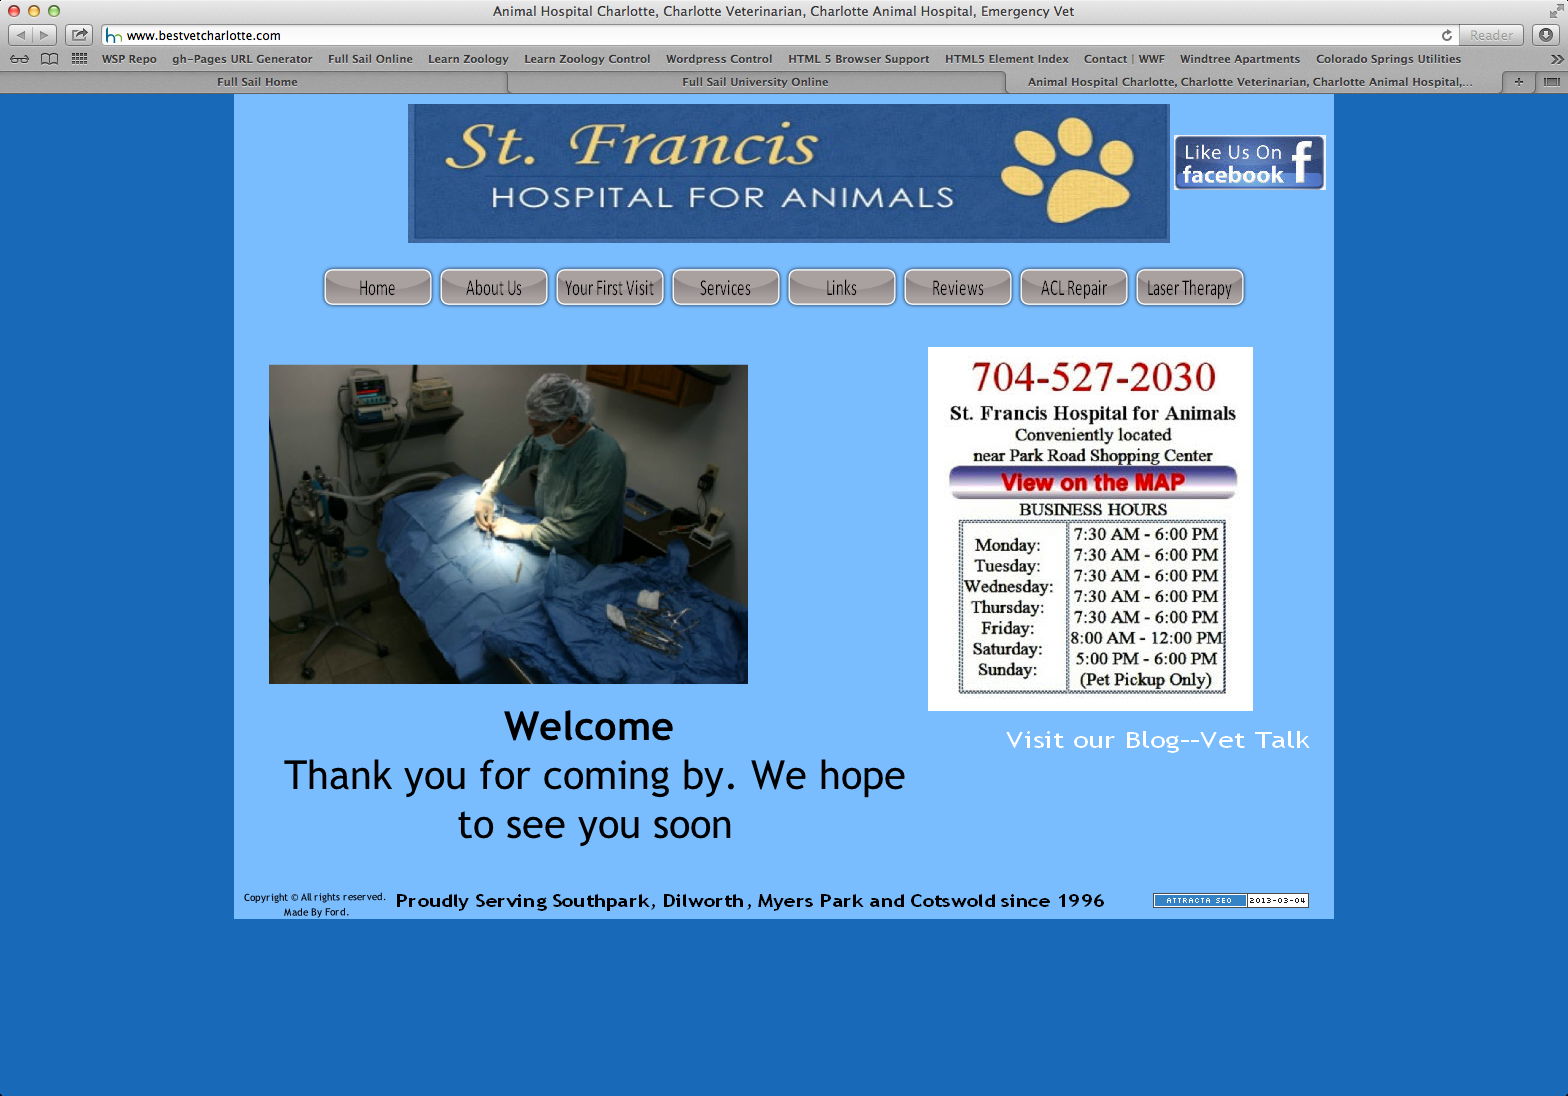 Animal Hospital Charlotte, Charlotte Veterinarian, Charlotte Animal Hospital, Emergency Vet
www.bestvetcharlotte.com
Reader
WSP Repo gh-Pages URL Generator Full Sail Online Learn Zoology Learn Zoology Control Wordpress Control HTML 5 Browser Support HTML5 Element Index Contact | WWF Windtree Apartments Colorado Springs Utilities
Full Sail Home Full Sail University Online Animal Hospital Charlotte, Charlotte Veterinarian, Charlotte Animal Hospital,...
St. Francis
HOSPITAL FOR ANIMALS
Like Us On
facebook
Home About Us Your First Visit Services Links Reviews ACL Repair Laser Therapy
704-527-2030
St. Francis Hospital for Animals
Conveniently located
near Park Road Shopping Center
View on the MAP
BUSINESS HOURS
Monday:
Tuesday:
Wednesday:
Thursday:
Friday:
Saturday:
Sunday:
7:30 AM - 6:00 PM
7:30 AM - 6:00 PM
7:30 AM - 6:00 PM
7:30 AM - 6:00 PM
7:30 AM - 6:00 PM
8:00 AM - 12:00 PM
5:00 PM - 6:00 PM
(Pet Pickup Only)
Visit our Blog--Vet Talk
Welcome
Thank you for coming by. We hope
to see you soon
Copyright © All rights reserved.
Made By Ford.
Proudly Serving Southpark, Dilworth, Myers Park and Cotswold since 1996
ATTRACTA SEO 2013-03-04